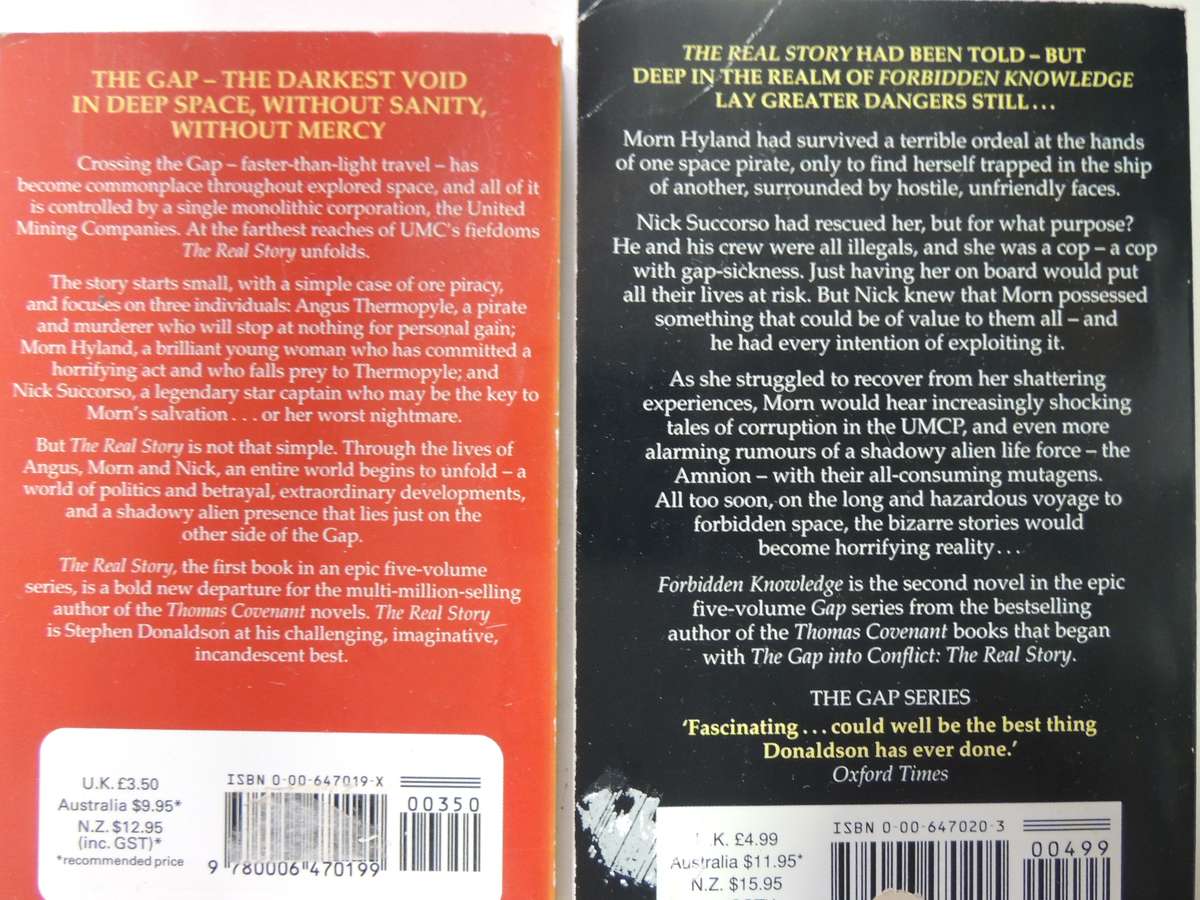 THE GAP – THE DARKEST VOID
IN DEEP SPACE, WITHOUT SANITY,
WITHOUT MERCY
Crossing the Gap – faster-than-light travel – has
become commonplace throughout explored space, and all of it
is controlled by a single monolithic corporation, the United
Mining Companies. At the farthest reaches of UMC's fiefdoms
The Real Story unfolds.
The story starts small, with a simple case of ore piracy,
and focuses on three individuals: Angus Thermopyle, a pirate
and murderer who will stop at nothing for personal gain;
Morn Hyland, a brilliant young woman who has committed a
horrifying act and who falls prey to Thermopyle; and
Nick Succorso, a legendary star captain who may be the key to
Morn's salvation . . . or her worst nightmare.
But The Real Story is not that simple. Through the lives of
Angus, Morn and Nick, an entire world begins to unfold – a
world of politics and betrayal, extraordinary developments,
and a shadowy alien presence that lies just on the
other side of the Gap.
The Real Story, the first book in an epic five-volume
series, is a bold new departure for the multi-million-selling
author of the Thomas Covenant novels. The Real Story
is Stephen Donaldson at his challenging, imaginative,
incandescent best.
U.K. £3.50
Australia $9.95*
N.Z. $12.95
(inc. GST)*
*recommended price
ISBN 0-00-647019-X
00350
9 780006 470199
THE REAL STORY HAD BEEN TOLD – BUT
DEEP IN THE REALM OF FORBIDDEN KNOWLEDGE
LAY GREATER DANGERS STILL . . .
Morn Hyland had survived a terrible ordeal at the hands
of one space pirate, only to find herself trapped in the ship
of another, surrounded by hostile, unfriendly faces.
Nick Succorso had rescued her, but for what purpose?
He and his crew were all illegals, and she was a cop – a cop
with gap-sickness. Just having her on board would put
all their lives at risk. But Nick knew that Morn possessed
something that could be of value to them all – and
he had every intention of exploiting it.
As she struggled to recover from her shattering
experiences, Morn would hear increasingly shocking
tales of corruption in the UMCP, and even more
alarming rumours of a shadowy alien life force – the
Amnion – with their all-consuming mutagens.
All too soon, on the long and hazardous voyage to
forbidden space, the bizarre stories would
become horrifying reality . . .
Forbidden Knowledge is the second novel in the epic
five-volume Gap series from the bestselling
author of the Thomas Covenant books that began
with The Gap into Conflict: The Real Story.
THE GAP SERIES
'Fascinating . . . could well be the best thing
Donaldson has ever done.'
Oxford Times
.K. £4.99
Australia $11.95*
N.Z. $15.95
ISBN 0-00-647020-3
00499